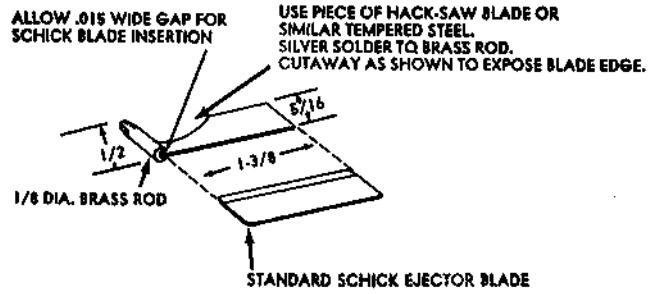 ALLOW .015 WIDE GAP FOR
SCHICK BLADE INSERTION
USE PIECE OF HACK-SAW BLADE OR
SIMILAR TEMPERED STEEL.
SILVER SOLDER TO BRASS ROD.
CUTAWAY AS SHOWN TO EXPOSE BLADE EDGE.
5/16
1/2
1-3/8
1/8 DIA. BRASS ROD
STANDARD SCHICK EJECTOR BLADE